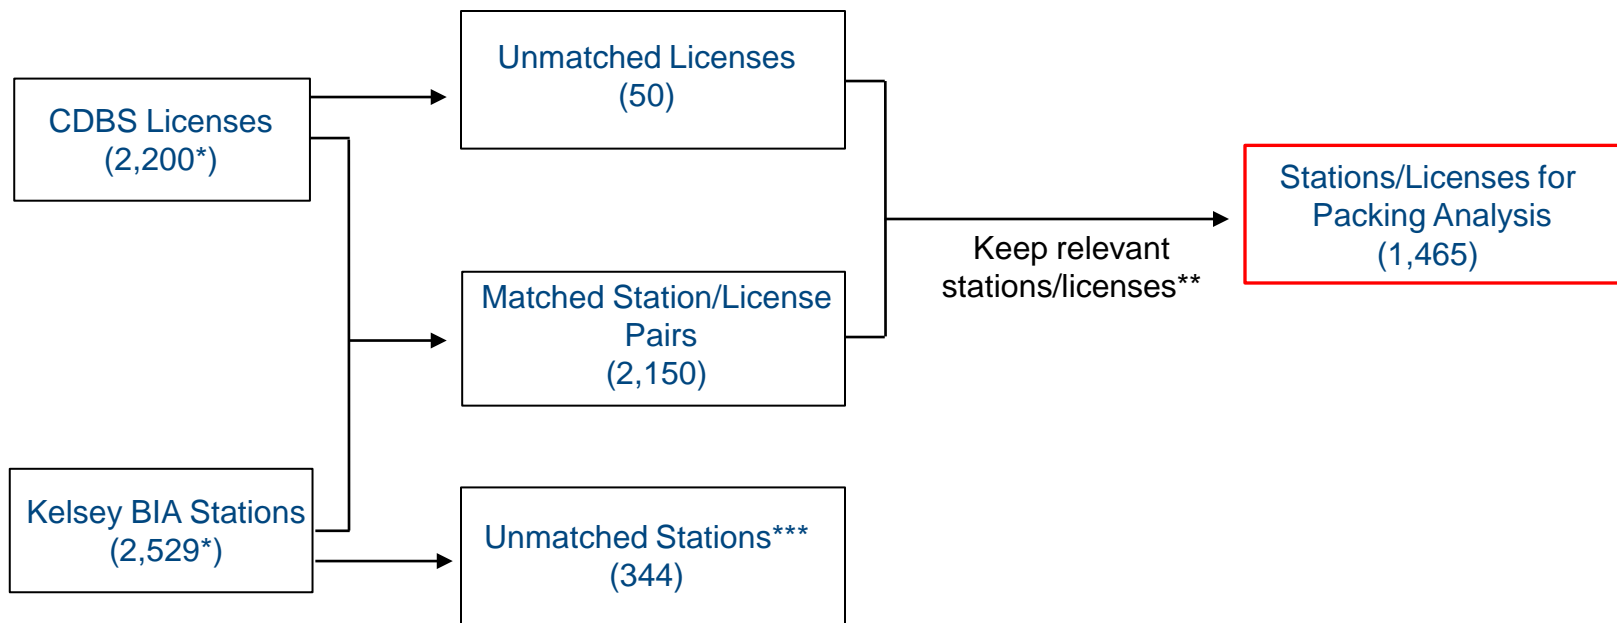 Unmatched Licenses
(50)
CDBS Licenses
(2,200*)
Stations/Licenses for
Packing Analysis
(1,465)
Keep relevant
stations/licenses**
Matched Station/License
Pairs
(2,150)
Kelsey BIA Stations
(2,529*)
Unmatched Stations***
(344)